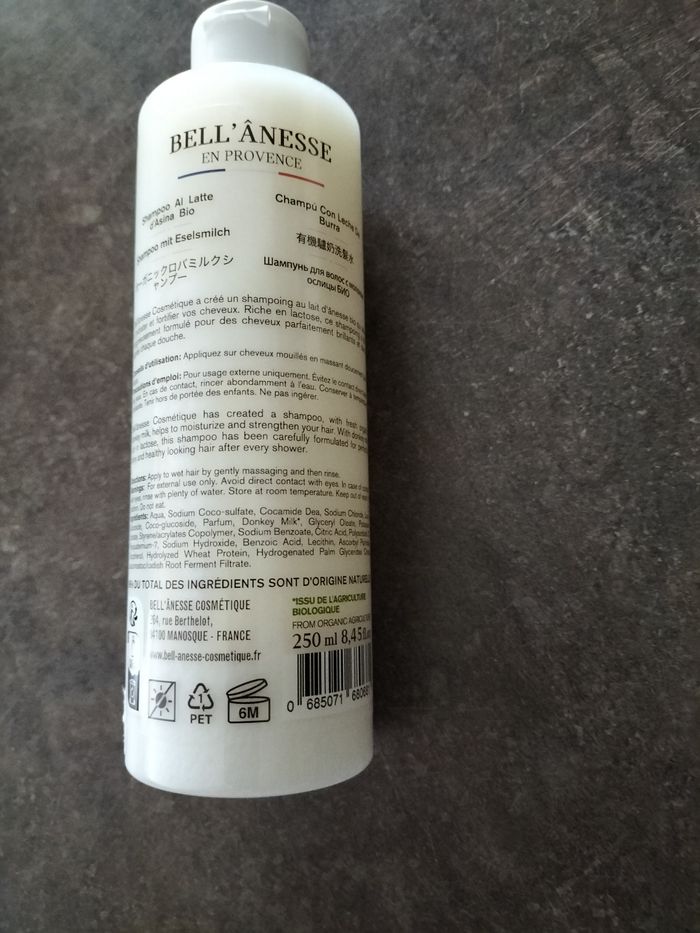 BELL'ÂNESSE
EN PROVENCE
Shampoo Al Latte
d'Asina Bio
Champú Con Leche De
Burra
Shampoo mit Eselsmilch
有機驢奶洗髮水
オーガニックロバミルクシ
ャンプー
Шампунь для волос с
ослицы БИО
Cosmétique a créé un shampoing au lait d'ânesse bio
et fortifier vos cheveux. Riche en lactose, ce shampoing
formulé pour des cheveux parfaitement brillants
chaque douche.
d'utilisation: Appliquez sur cheveux mouillés en massant doucement
d'emploi: Pour usage externe uniquement. Évitez le contact
En cas de contact, rincer abondamment à l'eau. Conserver à
Tenir hors de portée des enfants. Ne pas ingérer.
Cosmétique has created a shampoo, with fresh
milk, helps to moisturize and strengthen your hair. With
in lactose, this shampoo has been carefully formulated for
and healthy looking hair after every shower.
Apply to wet hair by gently massaging and then rinse.
For external use only. Avoid direct contact with eyes. In case of
rinse with plenty of water. Store at room temperature. Keep out
Do not eat.
Aqua, Sodium Coco-sulfate, Cocamide Dea, Sodium Chloride,
Coco-glucoside, Parfum, Donkey Milk*, Glyceryl Oleate,
Styrene/acrylates Copolymer, Sodium Benzoate, Citric Acid,
Sodium Hydroxide, Benzoic Acid, Lecithin, Ascorbyl
Hydrolyzed Wheat Protein, Hydrogenated Palm Glycerides
Root Ferment Filtrate.
DU TOTAL DES INGRÉDIENTS SONT D'ORIGINE NATURELLE
BELL'ÂNESSE COSMÉTIQUE
304, rue Berthelot,
04100 MANOSQUE - FRANCE
www.bell-anesse-cosmetique.fr
*ISSU DE L'AGRICULTURE
BIOLOGIQUE
FROM ORGANIC AGRICULTURE
250 ml 8,45
1
PET
6M
0 685071